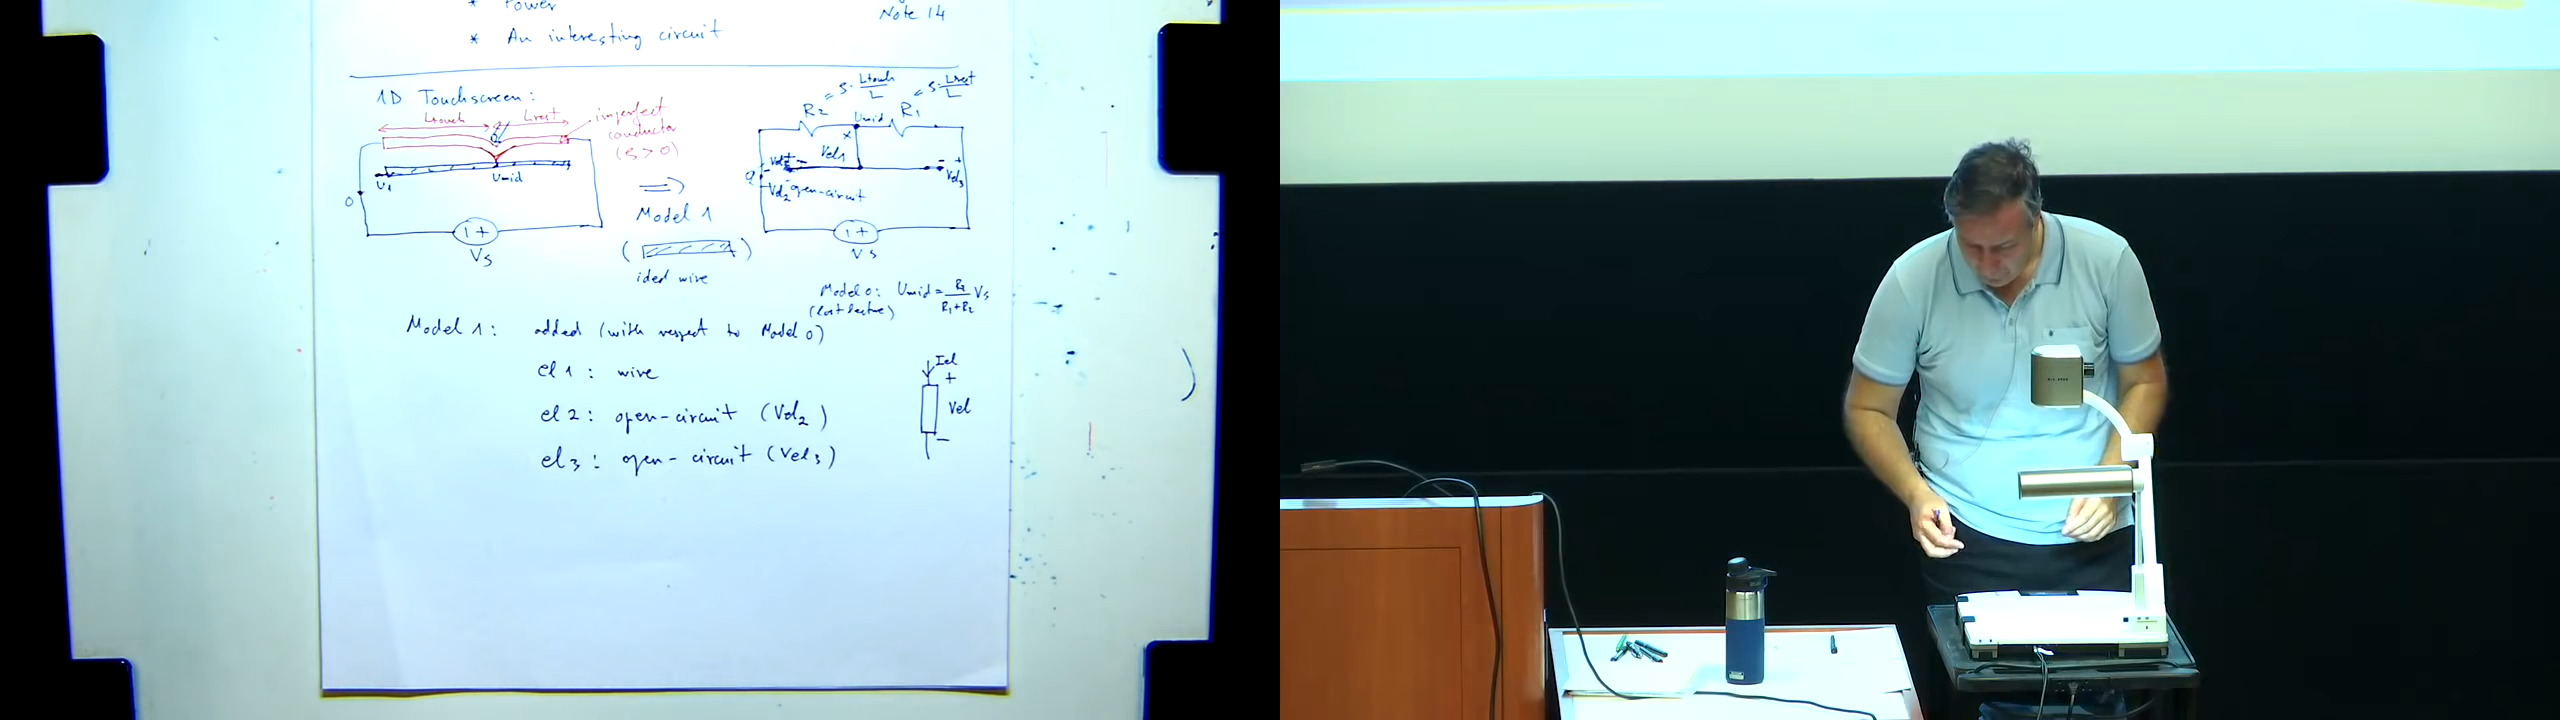 * Power
Note 14
* An interesting circuit
1D Touchscreen:
Ltouch Lrest
imperfect
conductor
(ρ > 0)
U1
Umid
0
Vs
⇒
Model 1
( )
ideal wire
R2 = ρ · Ltouch / L
R1 = ρ · Lrest / L
Umid
Vel1
+
Vel3
Vel2 open-circuit
Vs
Model 0: Umid = R2 / (R1 + R2) Vs
(last lecture)
Model 1: added (with respect to Model 0)
el 1: wire
el 2: open-circuit (Vel2)
el 3: open-circuit (Vel3)
Iel
+
Vel
−